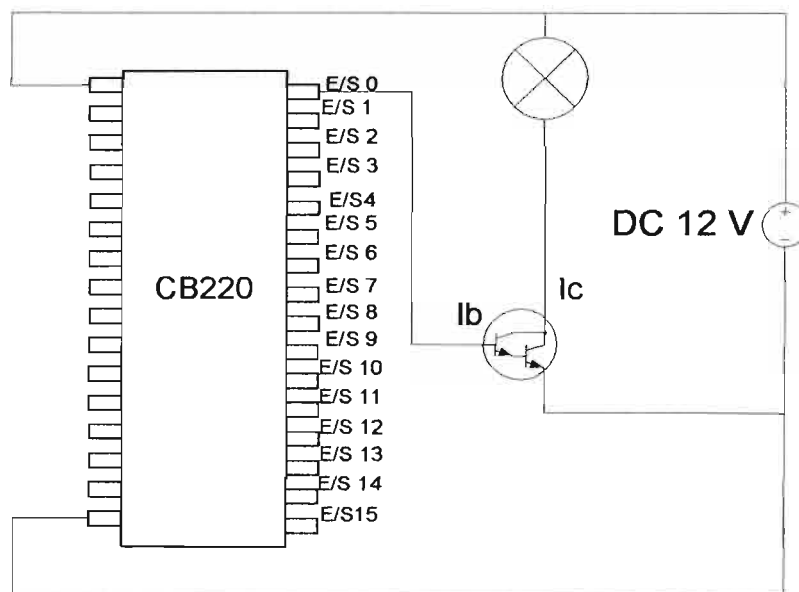 E/S 0
E/S 1
E/S 2
E/S 3
E/S4
E/S 5
E/S 6
E/S 7
E/S 8
E/S 9
E/S 10
E/S 11
E/S 12
E/S 13
E/S 14
E/S15
CB220
Ib
Ic
DC 12 V
+
−